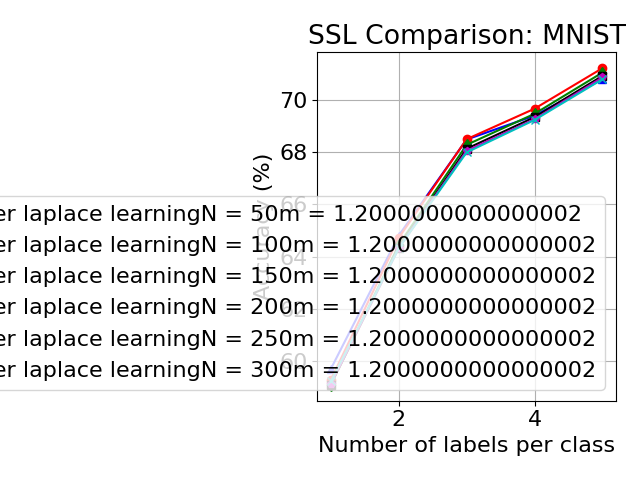 SSL Comparison: MNIST
70
68
66
er laplace learningN = 50m = 1.2000000000000002
er laplace learningN = 100m = 1.2000000000000002
64
er laplace learningN = 150m = 1.2000000000000002
er laplace learningN = 200m = 1.2000000000000002
62
er laplace learningN = 250m = 1.2000000000000002
60
er laplace learningN = 300m = 1.2000000000000002
Accuracy (%)
2 4
Number of labels per class